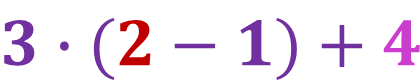 3 · (2 − 1) + 4